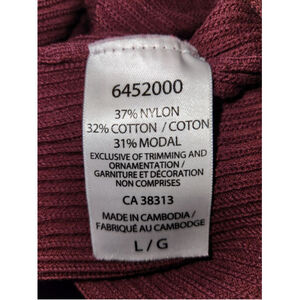 6452000
37% NYLON
32% COTTON / COTON
31% MODAL
EXCLUSIVE OF TRIMMING AND
ORNAMENTATION /
GARNITURE ET DÉCORATION
NON COMPRISES
CA 38313
MADE IN CAMBODIA /
FABRIQUÉ AU CAMBODGE
L / G